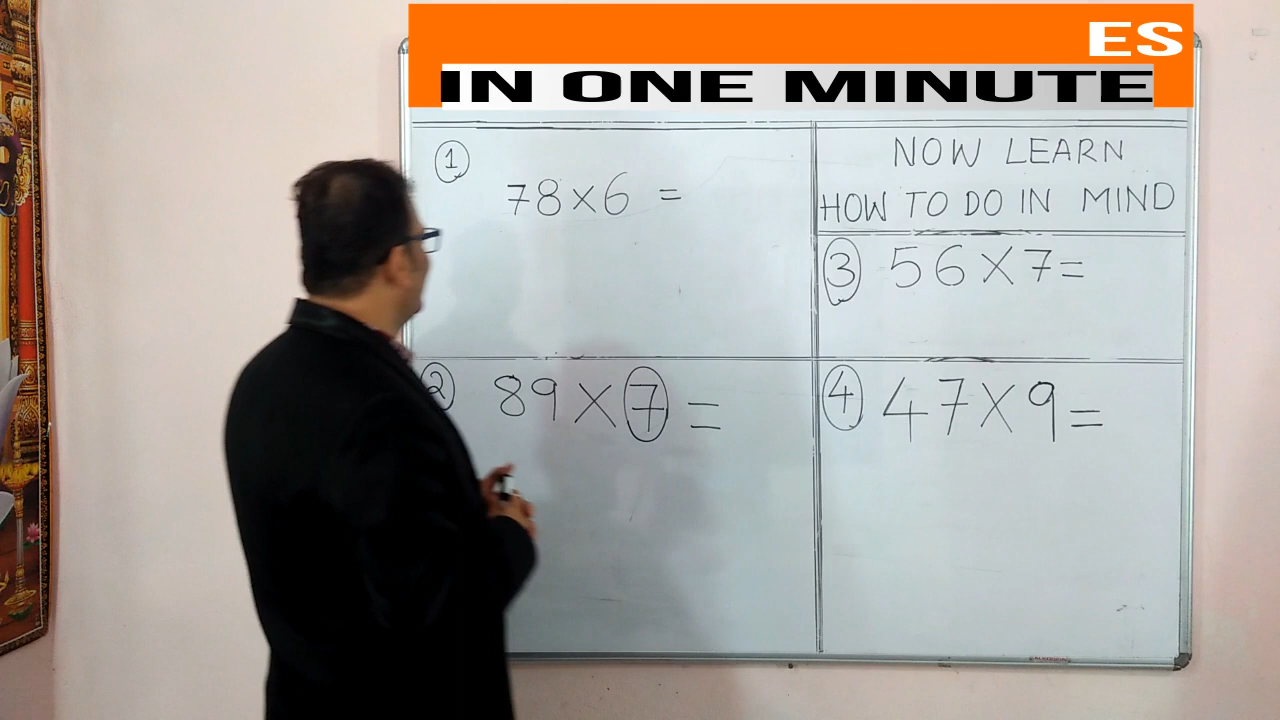 ES
IN ONE MINUTE
① 78×6 =
② 89×7 =
NOW LEARN
HOW TO DO IN MIND
③ 56×7=
④ 47×9=